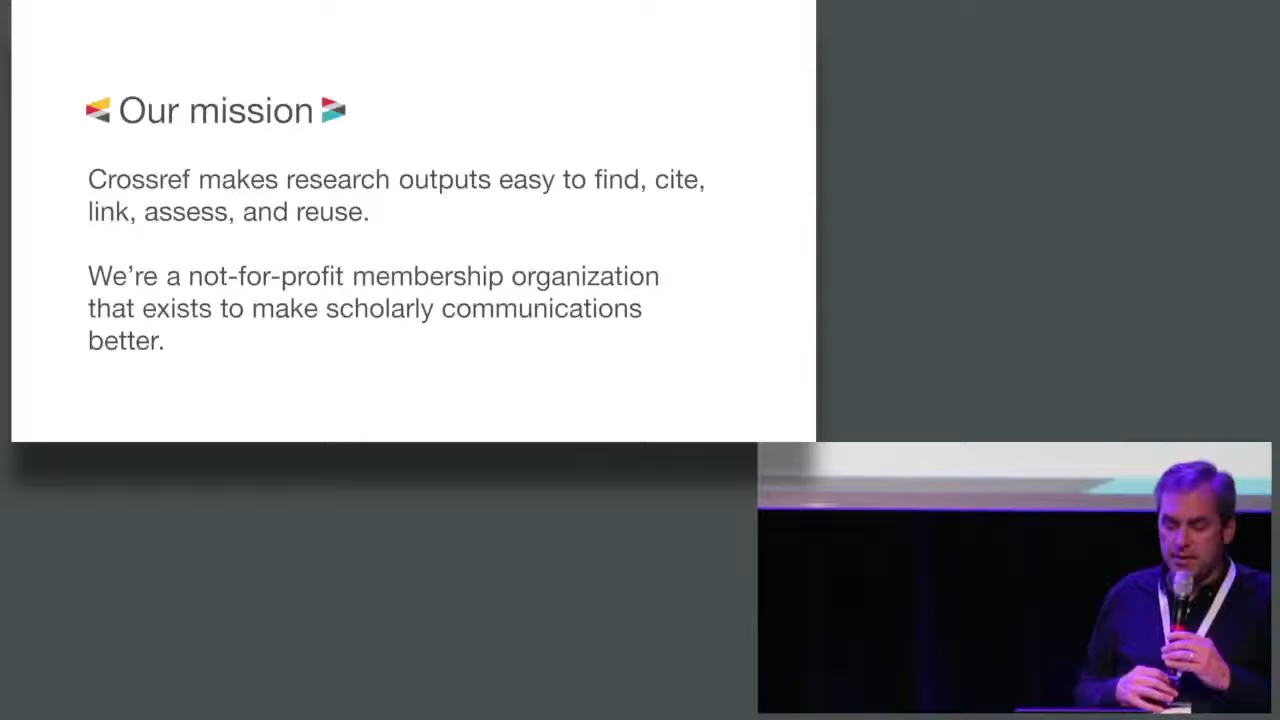 Our mission
Crossref makes research outputs easy to find, cite,
link, assess, and reuse.
We're a not-for-profit membership organization
that exists to make scholarly communications
better.